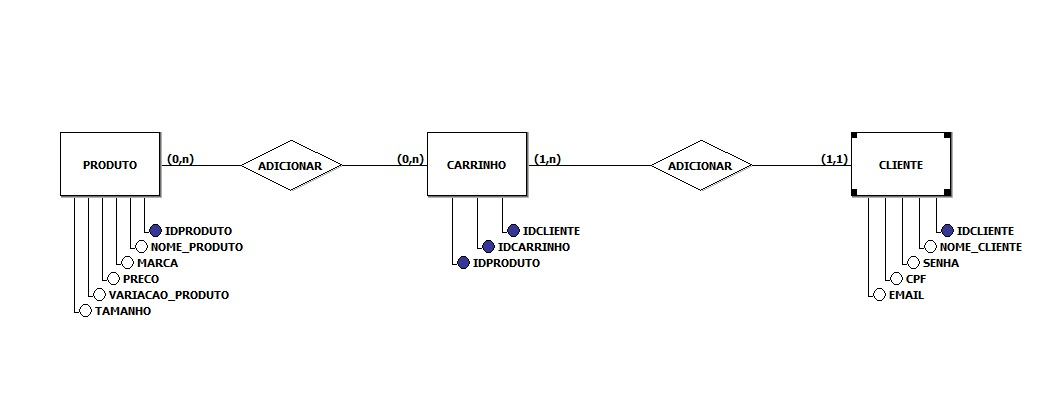 PRODUTO
(0,n)
ADICIONAR
(0,n)
CARRINHO
(1,n)
ADICIONAR
(1,1)
CLIENTE
IDPRODUTO
NOME_PRODUTO
MARCA
PRECO
VARIACAO_PRODUTO
TAMANHO
IDCLIENTE
IDCARRINHO
IDPRODUTO
IDCLIENTE
NOME_CLIENTE
SENHA
CPF
EMAIL